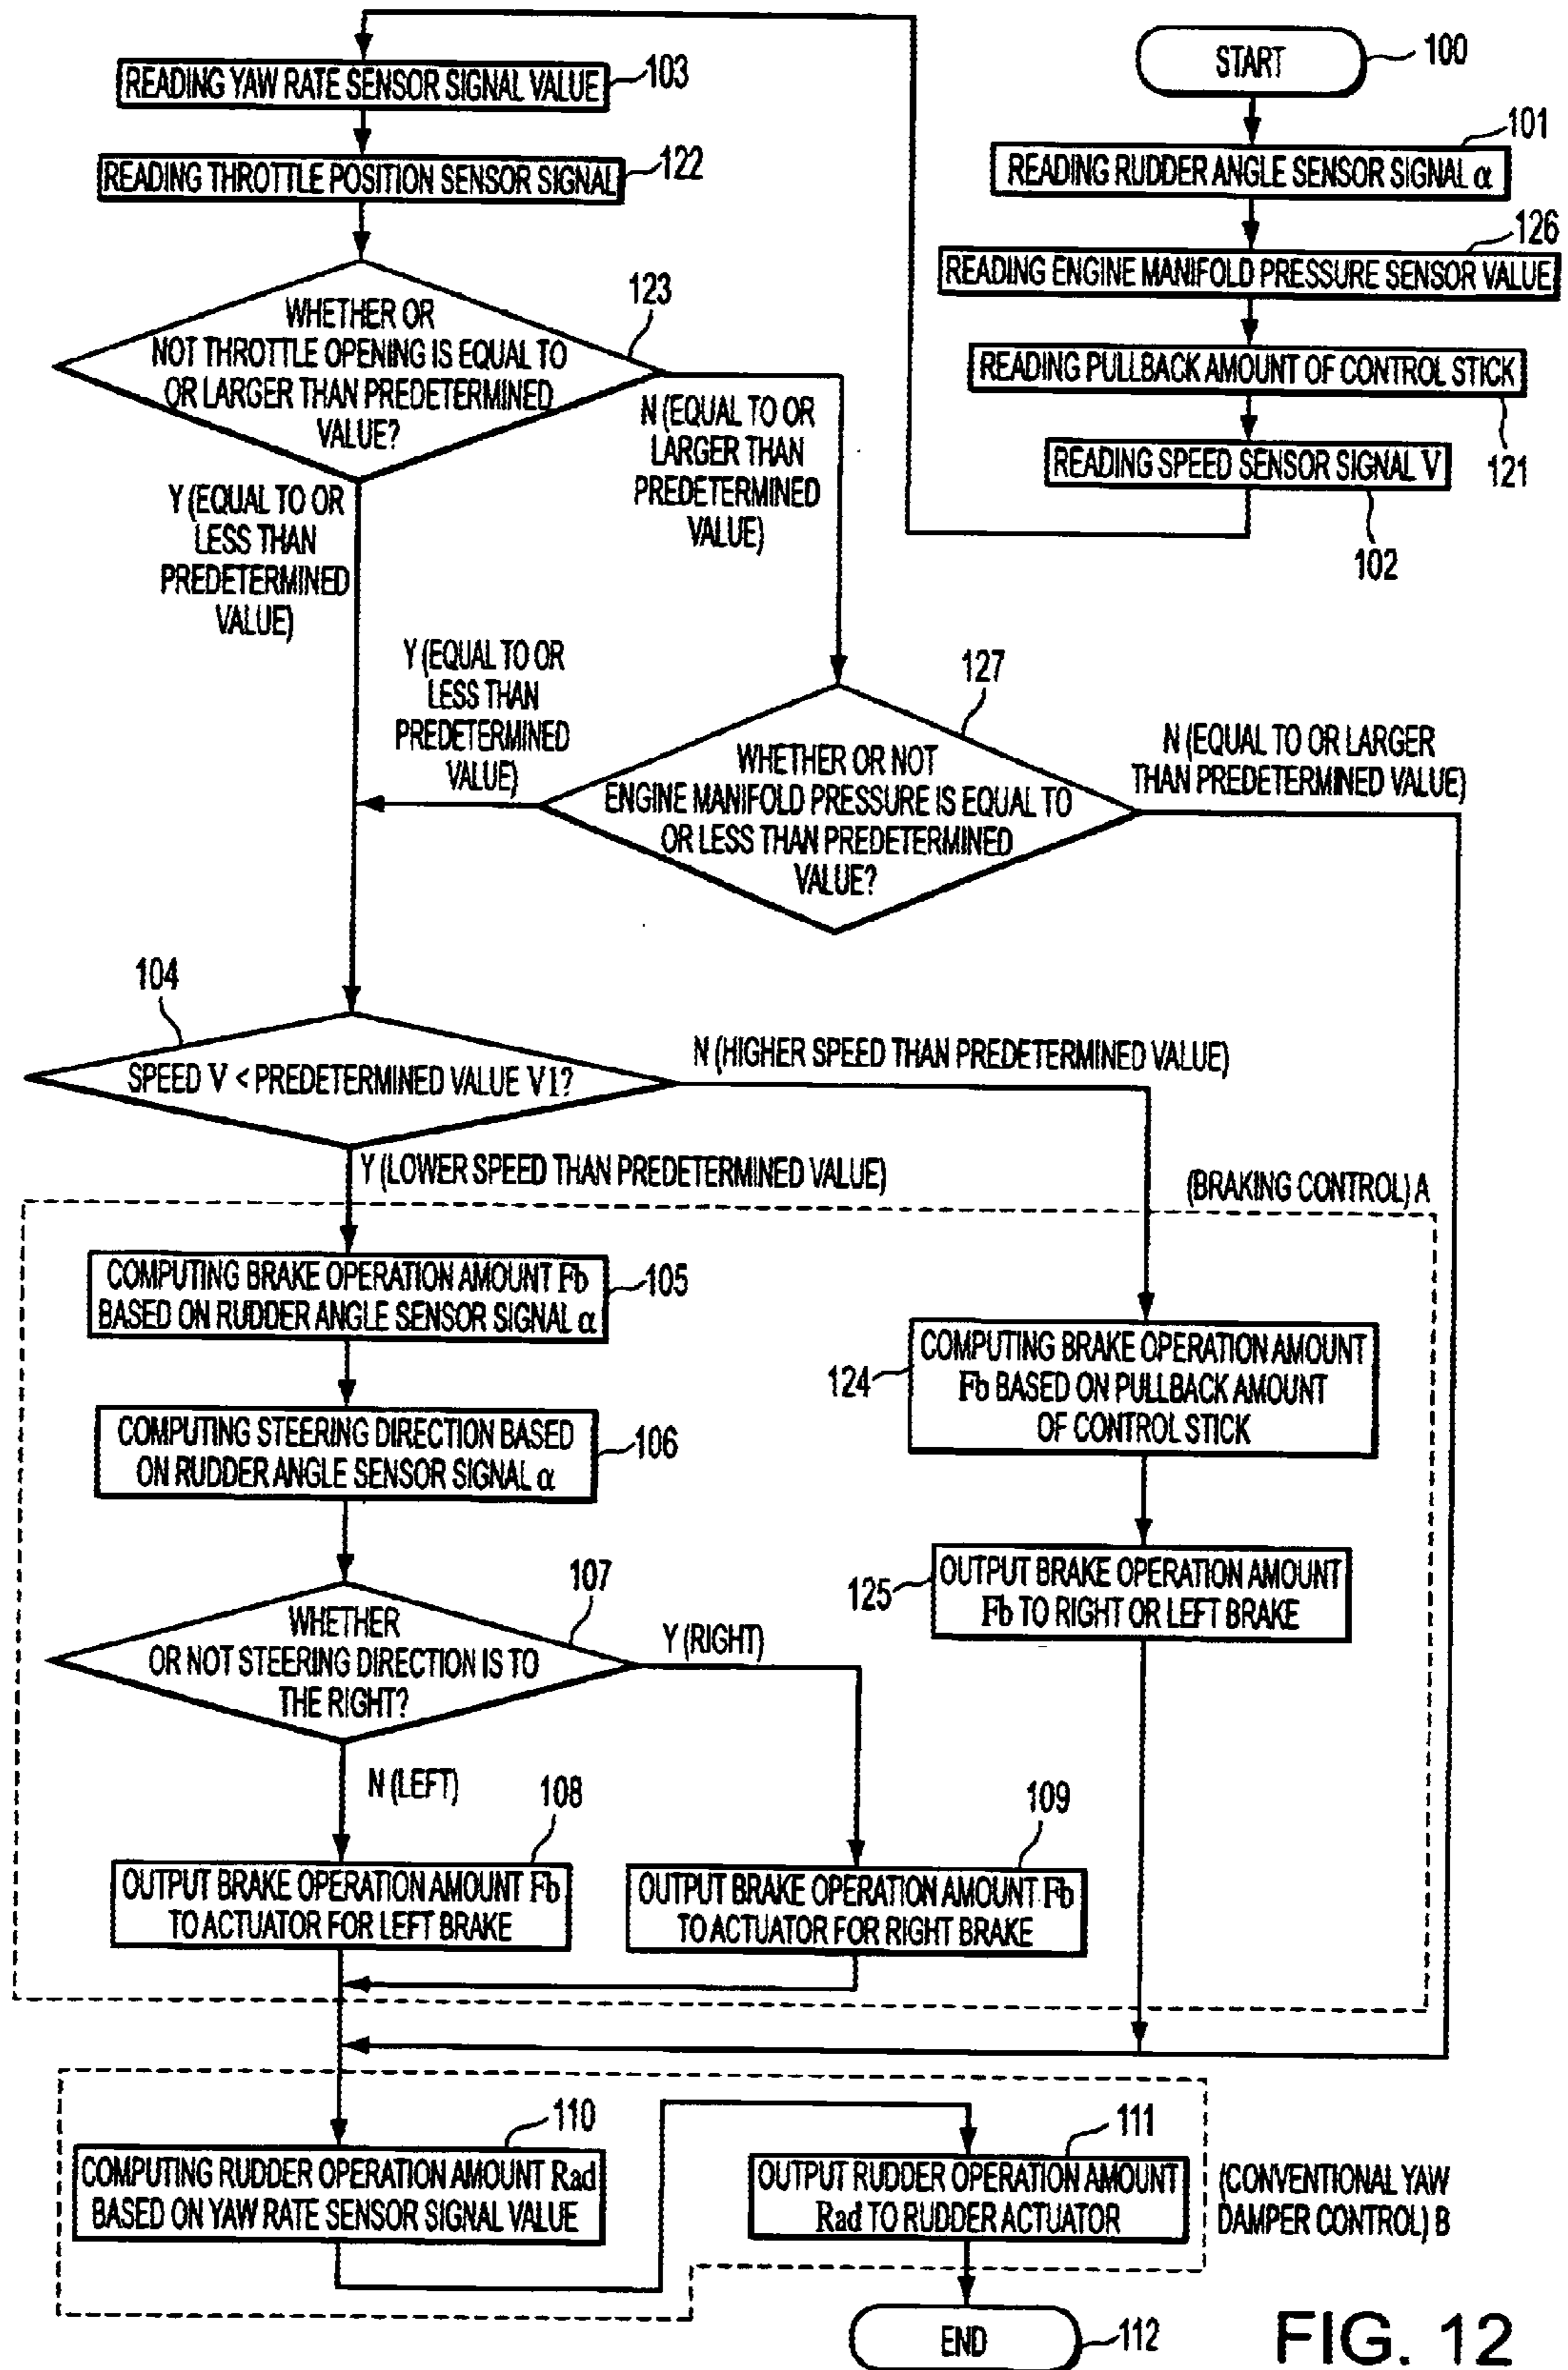 START
100
101
READING RUDDER ANGLE SENSOR SIGNAL α
126
READING ENGINE MANIFOLD PRESSURE SENSOR VALUE
READING PULLBACK AMOUNT OF CONTROL STICK
121
READING SPEED SENSOR SIGNAL V
102
READING YAW RATE SENSOR SIGNAL VALUE
103
READING THROTTLE POSITION SENSOR SIGNAL
122
WHETHER OR
NOT THROTTLE OPENING IS EQUAL TO
OR LARGER THAN PREDETERMINED
VALUE?
123
N (EQUAL TO OR
LARGER THAN
PREDETERMINED
VALUE)
Y (EQUAL TO OR
LESS THAN
PREDETERMINED
VALUE)
Y (EQUAL TO OR
LESS THAN
PREDETERMINED
VALUE)
127
WHETHER OR NOT
ENGINE MANIFOLD PRESSURE IS EQUAL TO
OR LESS THAN PREDETERMINED
VALUE?
N (EQUAL TO OR LARGER
THAN PREDETERMINED VALUE)
104
SPEED V < PREDETERMINED VALUE V1?
N (HIGHER SPEED THAN PREDETERMINED VALUE)
Y (LOWER SPEED THAN PREDETERMINED VALUE)
(BRAKING CONTROL) A
COMPUTING BRAKE OPERATION AMOUNT Fb
BASED ON RUDDER ANGLE SENSOR SIGNAL α
105
COMPUTING STEERING DIRECTION BASED
ON RUDDER ANGLE SENSOR SIGNAL α
106
124
COMPUTING BRAKE OPERATION AMOUNT
Fb BASED ON PULLBACK AMOUNT
OF CONTROL STICK
125
OUTPUT BRAKE OPERATION AMOUNT
Fb TO RIGHT OR LEFT BRAKE
107
WHETHER
OR NOT STEERING DIRECTION IS TO
THE RIGHT?
Y (RIGHT)
N (LEFT)
108
OUTPUT BRAKE OPERATION AMOUNT Fb
TO ACTUATOR FOR LEFT BRAKE
109
OUTPUT BRAKE OPERATION AMOUNT Fb
TO ACTUATOR FOR RIGHT BRAKE
110
COMPUTING RUDDER OPERATION AMOUNT Rad
BASED ON YAW RATE SENSOR SIGNAL VALUE
111
OUTPUT RUDDER OPERATION AMOUNT
Rad TO RUDDER ACTUATOR
(CONVENTIONAL YAW
DAMPER CONTROL) B
END
112
FIG. 12